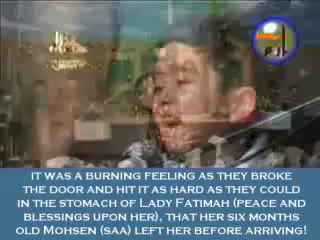 IT WAS A BURNING FEELING AS THEY BROKE
THE DOOR AND HIT IT AS HARD AS THEY COULD
IN THE STOMACH OF LADY FATIMAH (PEACE AND
BLESSINGS UPON HER), THAT HER SIX MONTHS
OLD MOHSEN (SAA) LEFT HER BEFORE ARRIVING!